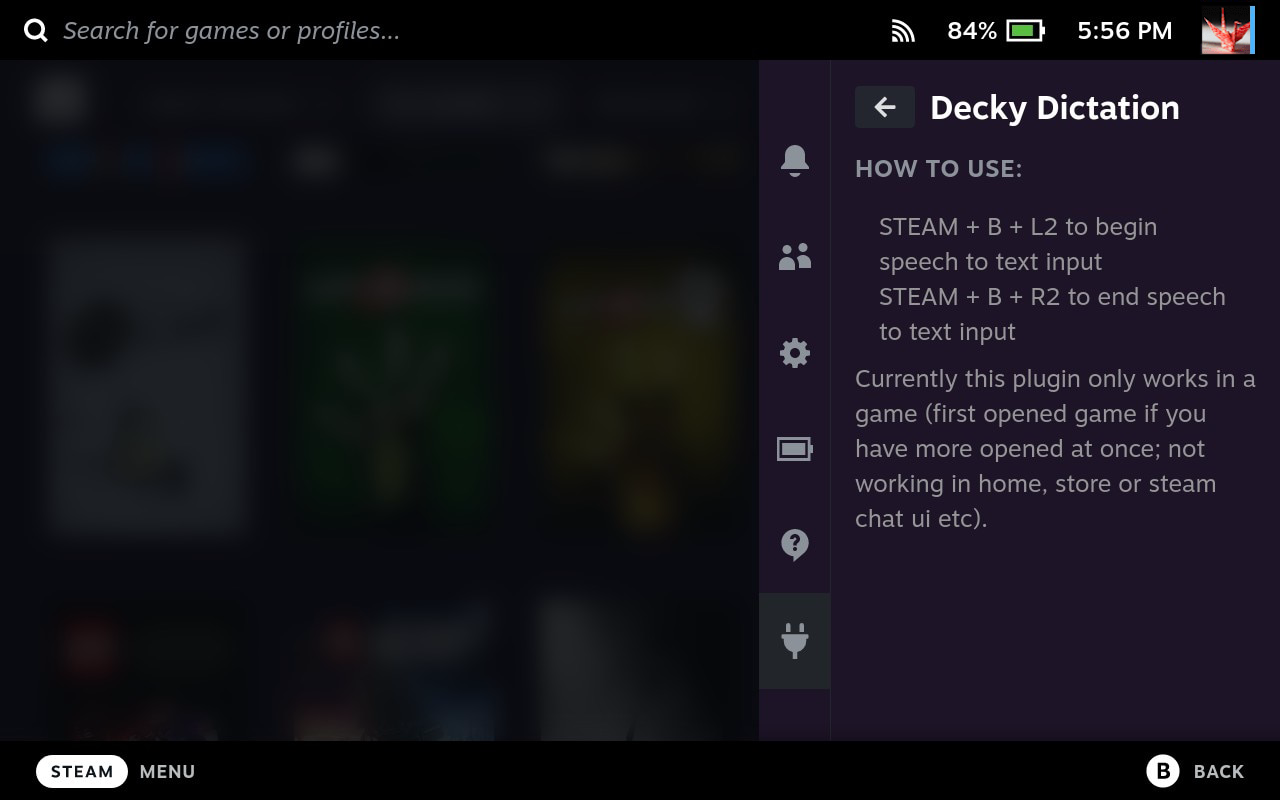 Search for games or profiles...
84%
5:56 PM
Decky Dictation
HOW TO USE:
STEAM + B + L2 to begin
speech to text input
STEAM + B + R2 to end speech
to text input
Currently this plugin only works in a
game (first opened game if you
have more opened at once; not
working in home, store or steam
chat ui etc).
STEAM MENU
B BACK